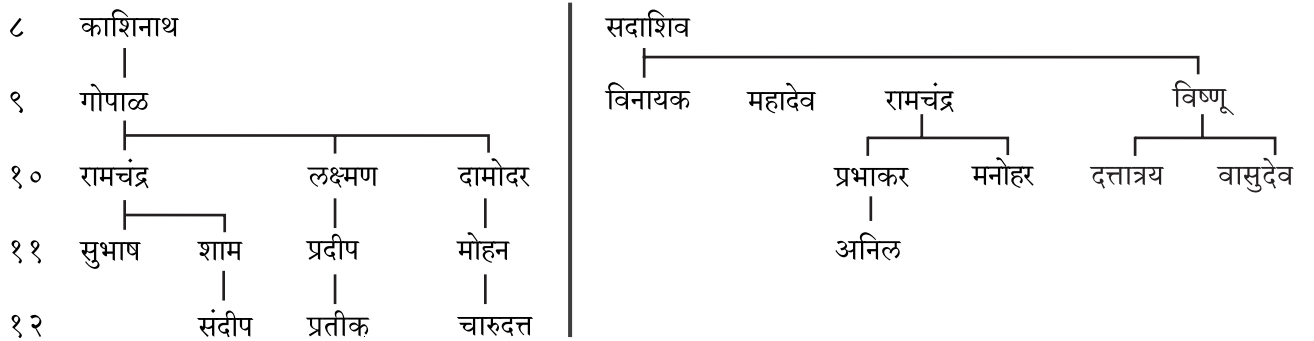 ८ काशिनाथ सदाशिव
९ गोपाळ विनायक महादेव रामचंद्र विष्णू
१० रामचंद्र लक्ष्मण दामोदर प्रभाकर मनोहर दत्तात्रय वासुदेव
११ सुभाष शाम प्रदीप मोहन अनिल
१२ संदीप प्रतीक चारुदत्त